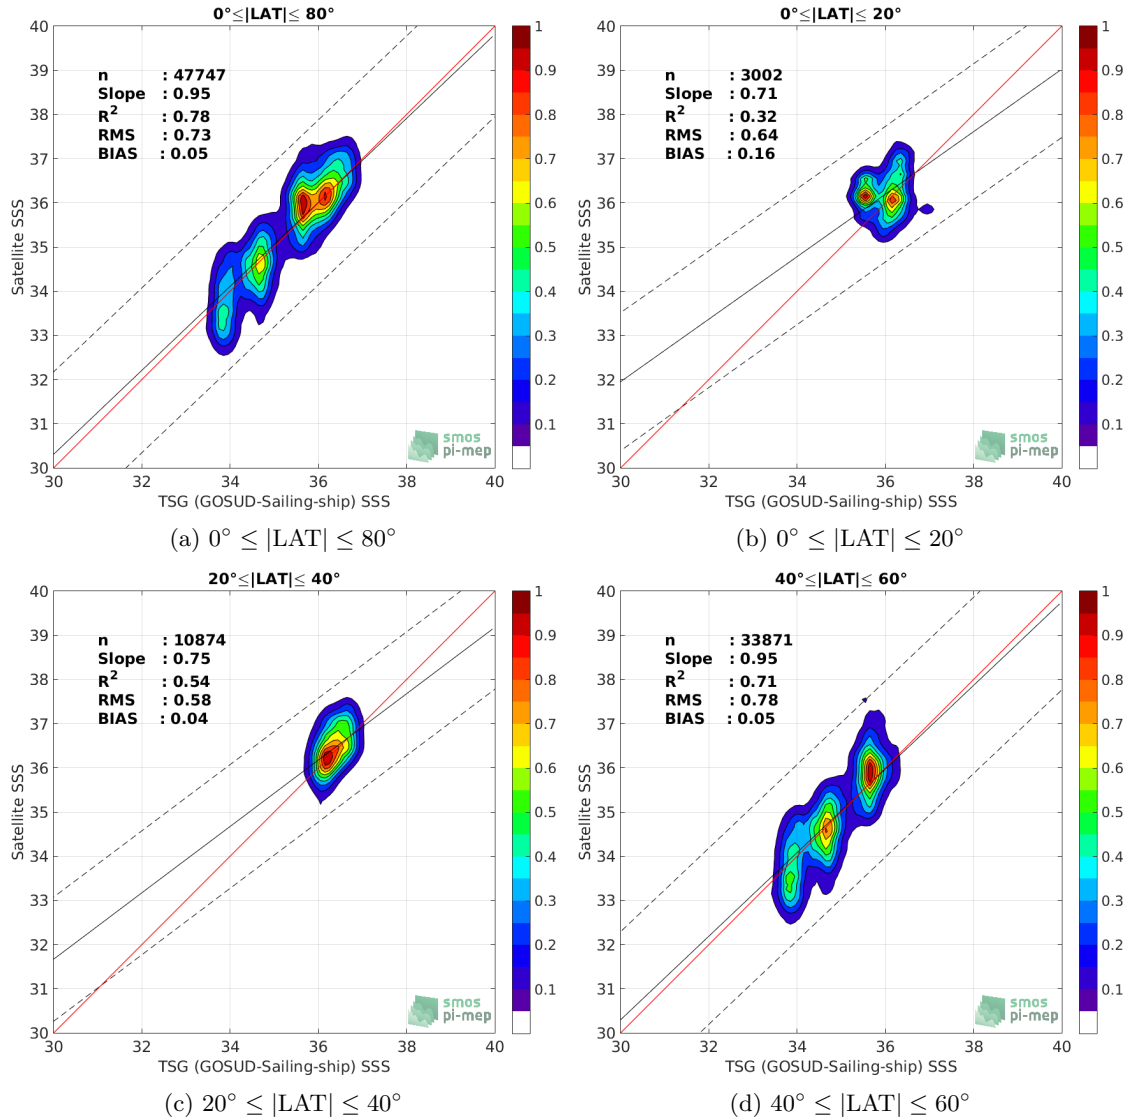 0°≤|LAT|≤ 80°
40
39
38
37
36
35
34
33
32
31
30
Satellite SSS
n : 47747
Slope : 0.95
R² : 0.78
RMS : 0.73
BIAS : 0.05
smos
pi-mep
30 32 34 36 38 40
TSG (GOSUD-Sailing-ship) SSS
1
0.9
0.8
0.7
0.6
0.5
0.4
0.3
0.2
0.1
(a) 0° ≤ |LAT| ≤ 80°
0°≤|LAT|≤ 20°
40
39
38
37
36
35
34
33
32
31
30
Satellite SSS
n : 3002
Slope : 0.71
R² : 0.32
RMS : 0.64
BIAS : 0.16
smos
pi-mep
30 32 34 36 38 40
TSG (GOSUD-Sailing-ship) SSS
1
0.9
0.8
0.7
0.6
0.5
0.4
0.3
0.2
0.1
(b) 0° ≤ |LAT| ≤ 20°
20°≤|LAT|≤ 40°
40
39
38
37
36
35
34
33
32
31
30
Satellite SSS
n : 10874
Slope : 0.75
R² : 0.54
RMS : 0.58
BIAS : 0.04
smos
pi-mep
30 32 34 36 38 40
TSG (GOSUD-Sailing-ship) SSS
1
0.9
0.8
0.7
0.6
0.5
0.4
0.3
0.2
0.1
(c) 20° ≤ |LAT| ≤ 40°
40°≤|LAT|≤ 60°
40
39
38
37
36
35
34
33
32
31
30
Satellite SSS
n : 33871
Slope : 0.95
R² : 0.71
RMS : 0.78
BIAS : 0.05
smos
pi-mep
30 32 34 36 38 40
TSG (GOSUD-Sailing-ship) SSS
1
0.9
0.8
0.7
0.6
0.5
0.4
0.3
0.2
0.1
(d) 40° ≤ |LAT| ≤ 60°